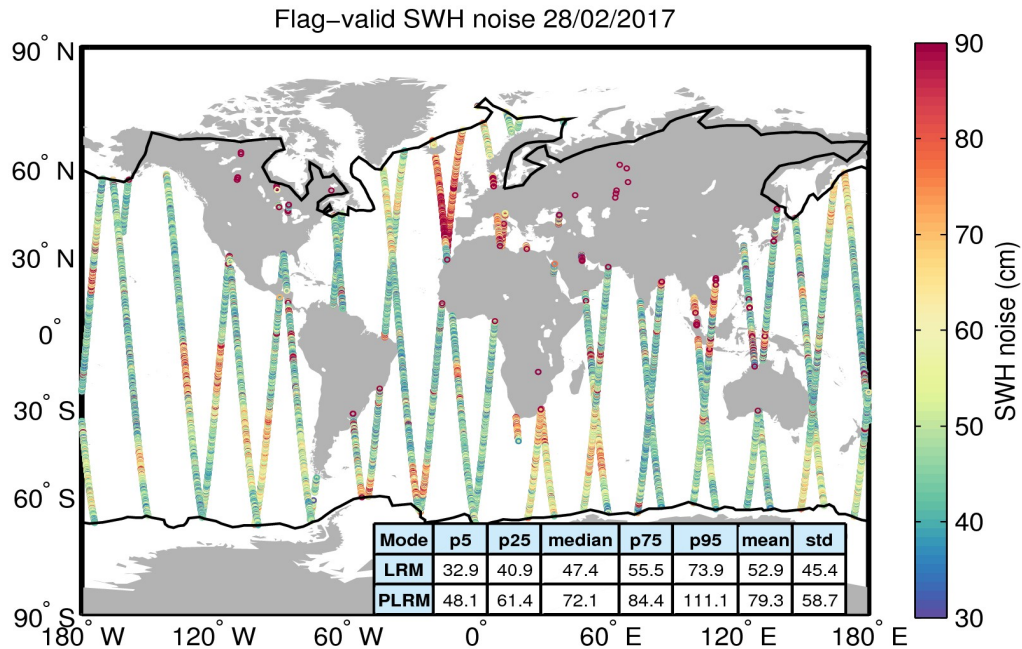 Flag−valid SWH noise 28/02/2017
90° N
60° N
30° N
0°
30° S
60° S
90° S
180° W
120° W
60° W
0°
60° E
120° E
180° E
90
80
70
60
50
40
30
SWH noise (cm)
Mode p5 p25 median p75 p95 mean std
LRM 32.9 40.9 47.4 55.5 73.9 52.9 45.4
PLRM 48.1 61.4 72.1 84.4 111.1 79.3 58.7